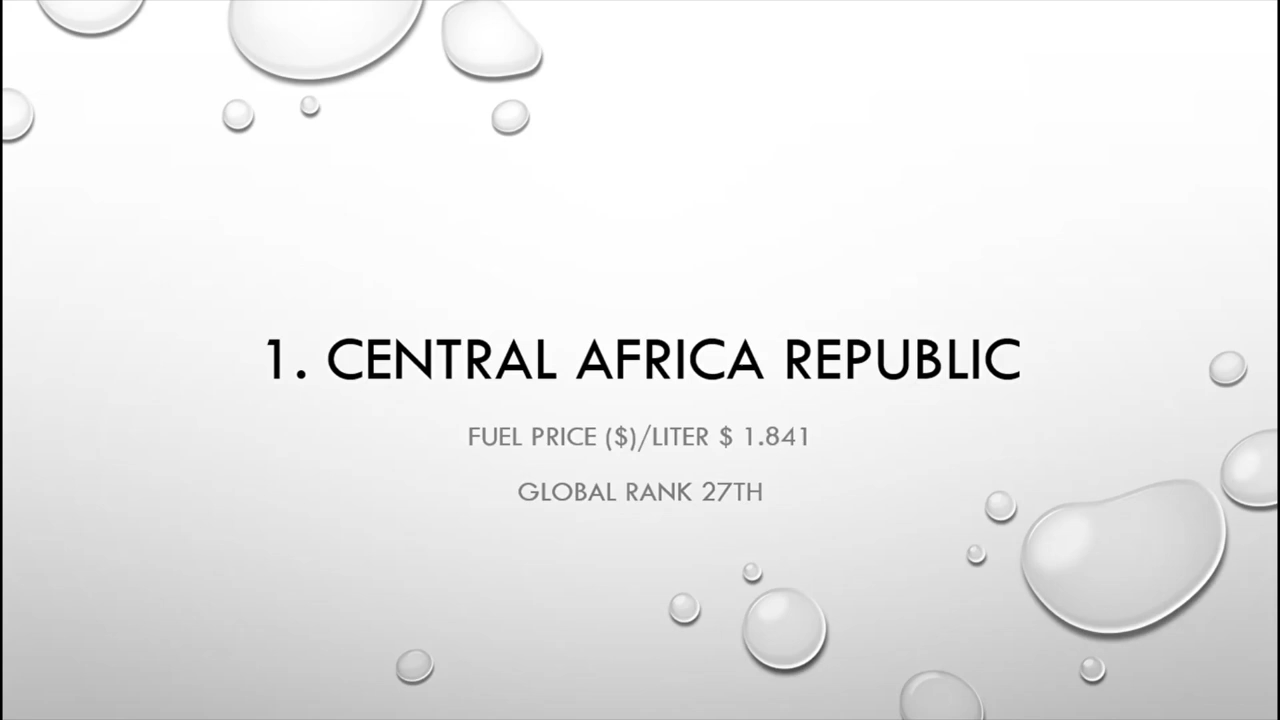 1. CENTRAL AFRICA REPUBLIC
FUEL PRICE ($)/LITER $ 1.841
GLOBAL RANK 27TH